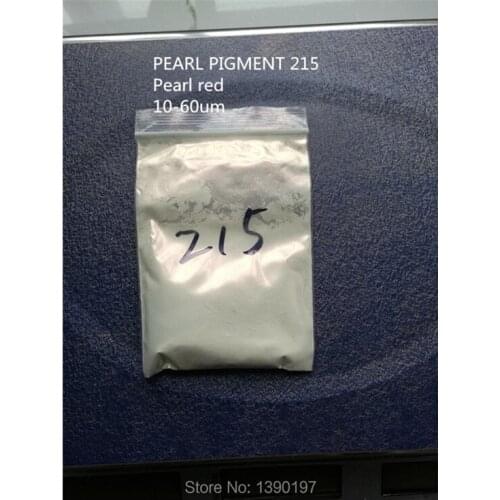 PEARL PIGMENT 215
Pearl red
10-60um
215
Store No: 1390197